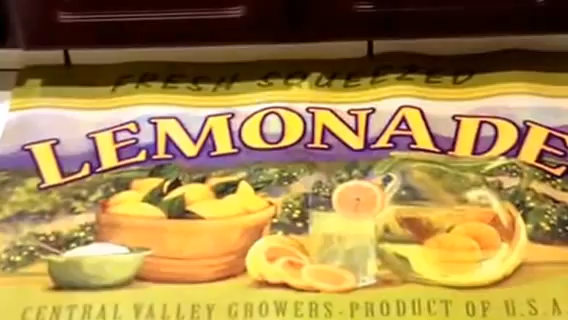 FRESH SQUEEZED
LEMONADE
CENTRAL VALLEY GROWERS-PRODUCT OF U.S.A.